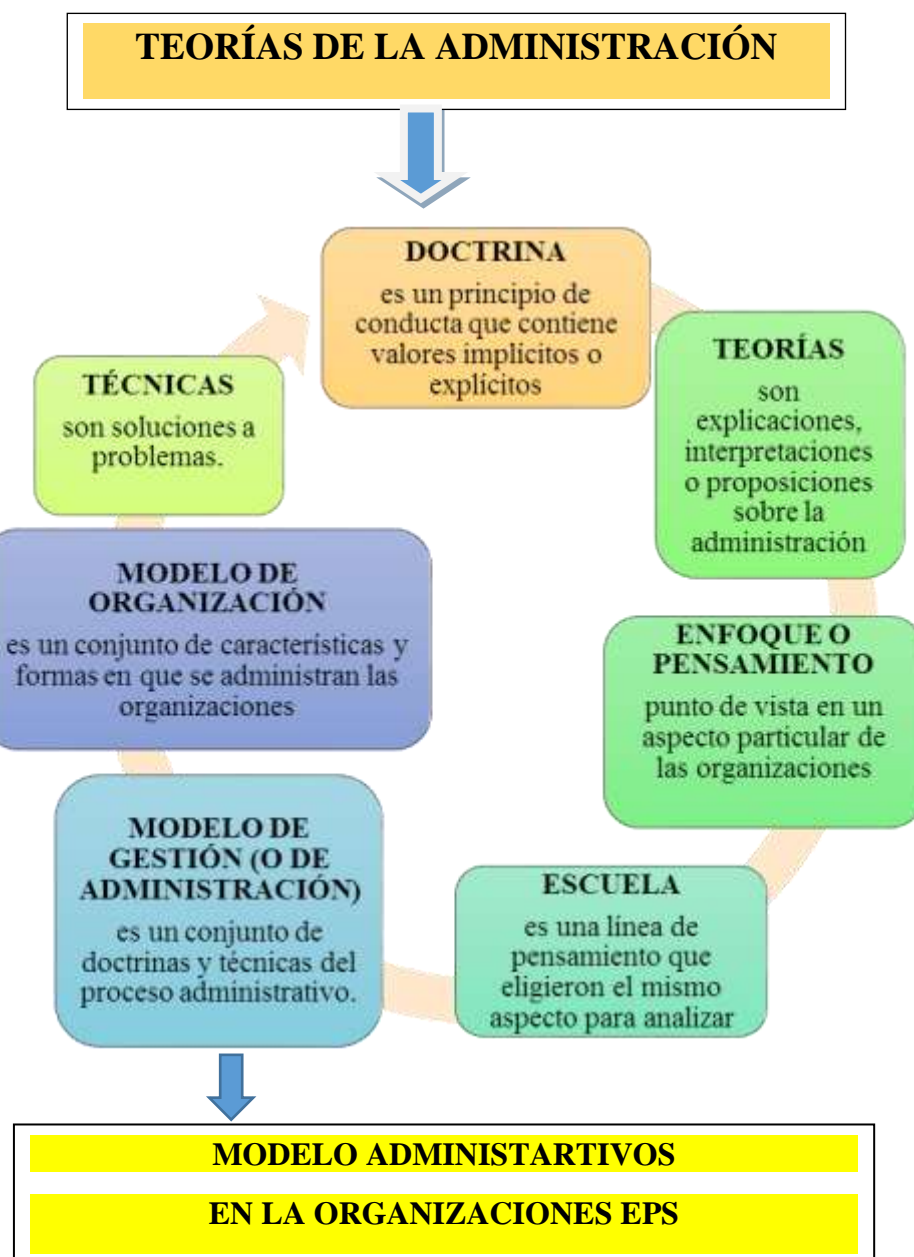 TEORÍAS DE LA ADMINISTRACIÓN
DOCTRINA
es un principio de
conducta que contiene
valores implícitos o
explícitos
TEORÍAS
son
explicaciones,
interpretaciones
o proposiciones
sobre la
administración
ENFOQUE O
PENSAMIENTO
punto de vista en un
aspecto particular de
las organizaciones
ESCUELA
es una línea de
pensamiento que
eligieron el mismo
aspecto para analizar
MODELO DE
GESTIÓN (O DE
ADMINISTRACIÓN)
es un conjunto de
doctrinas y técnicas del
proceso administrativo.
MODELO DE
ORGANIZACIÓN
es un conjunto de características y
formas en que se administran las
organizaciones
TÉCNICAS
son soluciones a
problemas.
MODELO ADMINISTARTIVOS
EN LA ORGANIZACIONES EPS